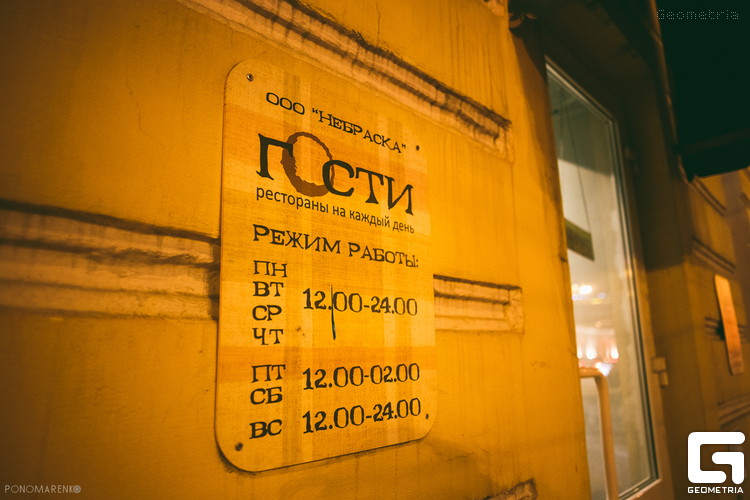 Geometria
ООО "НЕБРАСКА"
ГОСТИ
рестораны на каждый день
РЕЖИМ РАБОТЫ:
ПН
ВТ
СР
ЧТ
12.00-24.00
ПТ
СБ
12.00-02.00
ВС
12.00-24.00
PONOMARENKO
GEOMETRIA